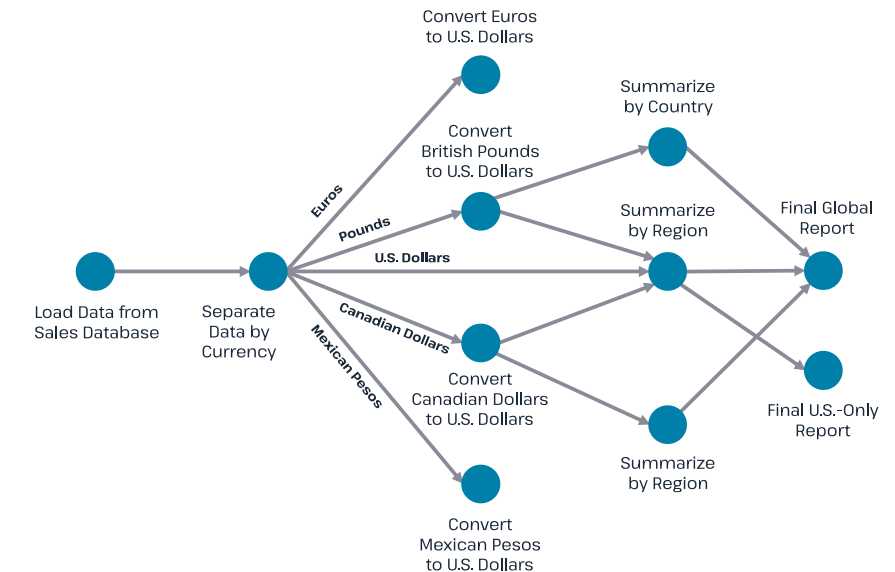 Convert Euros
to U.S. Dollars
Summarize
by Country
Convert
British Pounds
to U.S. Dollars
Euros
Pounds
Summarize
by Region
Final Global
Report
U.S. Dollars
Load Data from
Sales Database
Separate
Data by
Currency
Canadian Dollars
Mexican Pesos
Convert
Canadian Dollars
to U.S. Dollars
Final U.S.-Only
Report
Summarize
by Region
Convert
Mexican Pesos
to U.S. Dollars